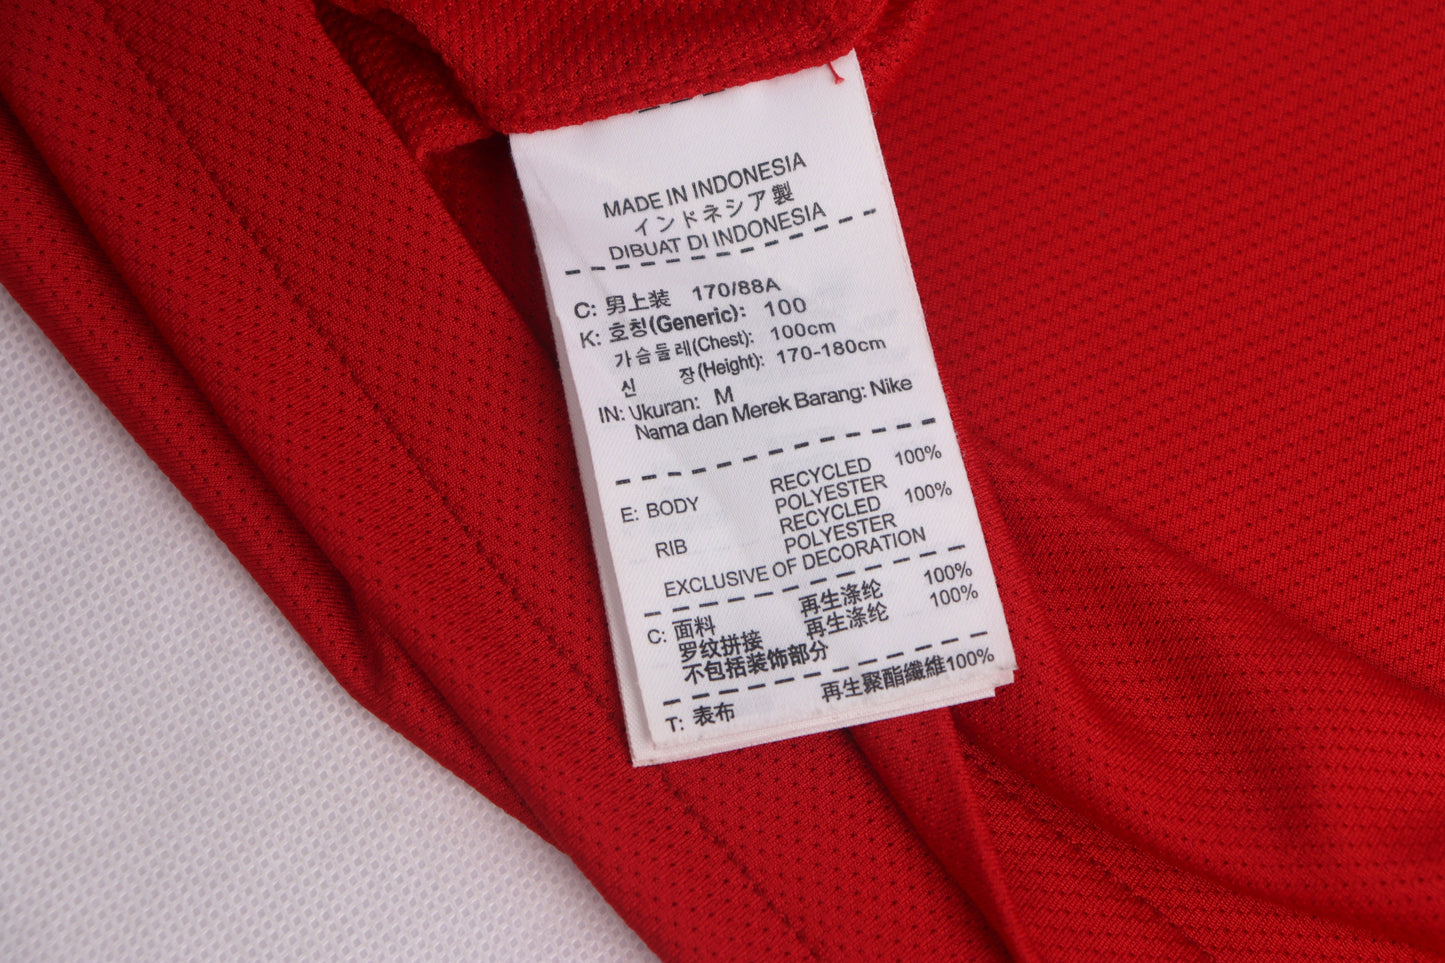 MADE IN INDONESIA
インドネシア製
DIBUAT DI INDONESIA
C: 男上装 170/88A
K: 호칭(Generic): 100
가슴둘레(Chest): 100cm
신 장(Height): 170-180cm
IN: Ukuran: M
Nama dan Merek Barang: Nike
E: BODY RECYCLED 100%
POLYESTER
RIB RECYCLED 100%
POLYESTER
EXCLUSIVE OF DECORATION
C: 面料 再生涤纶 100%
罗纹拼接 再生涤纶 100%
不包括装饰部分
T: 表布 再生聚酯纖維100%